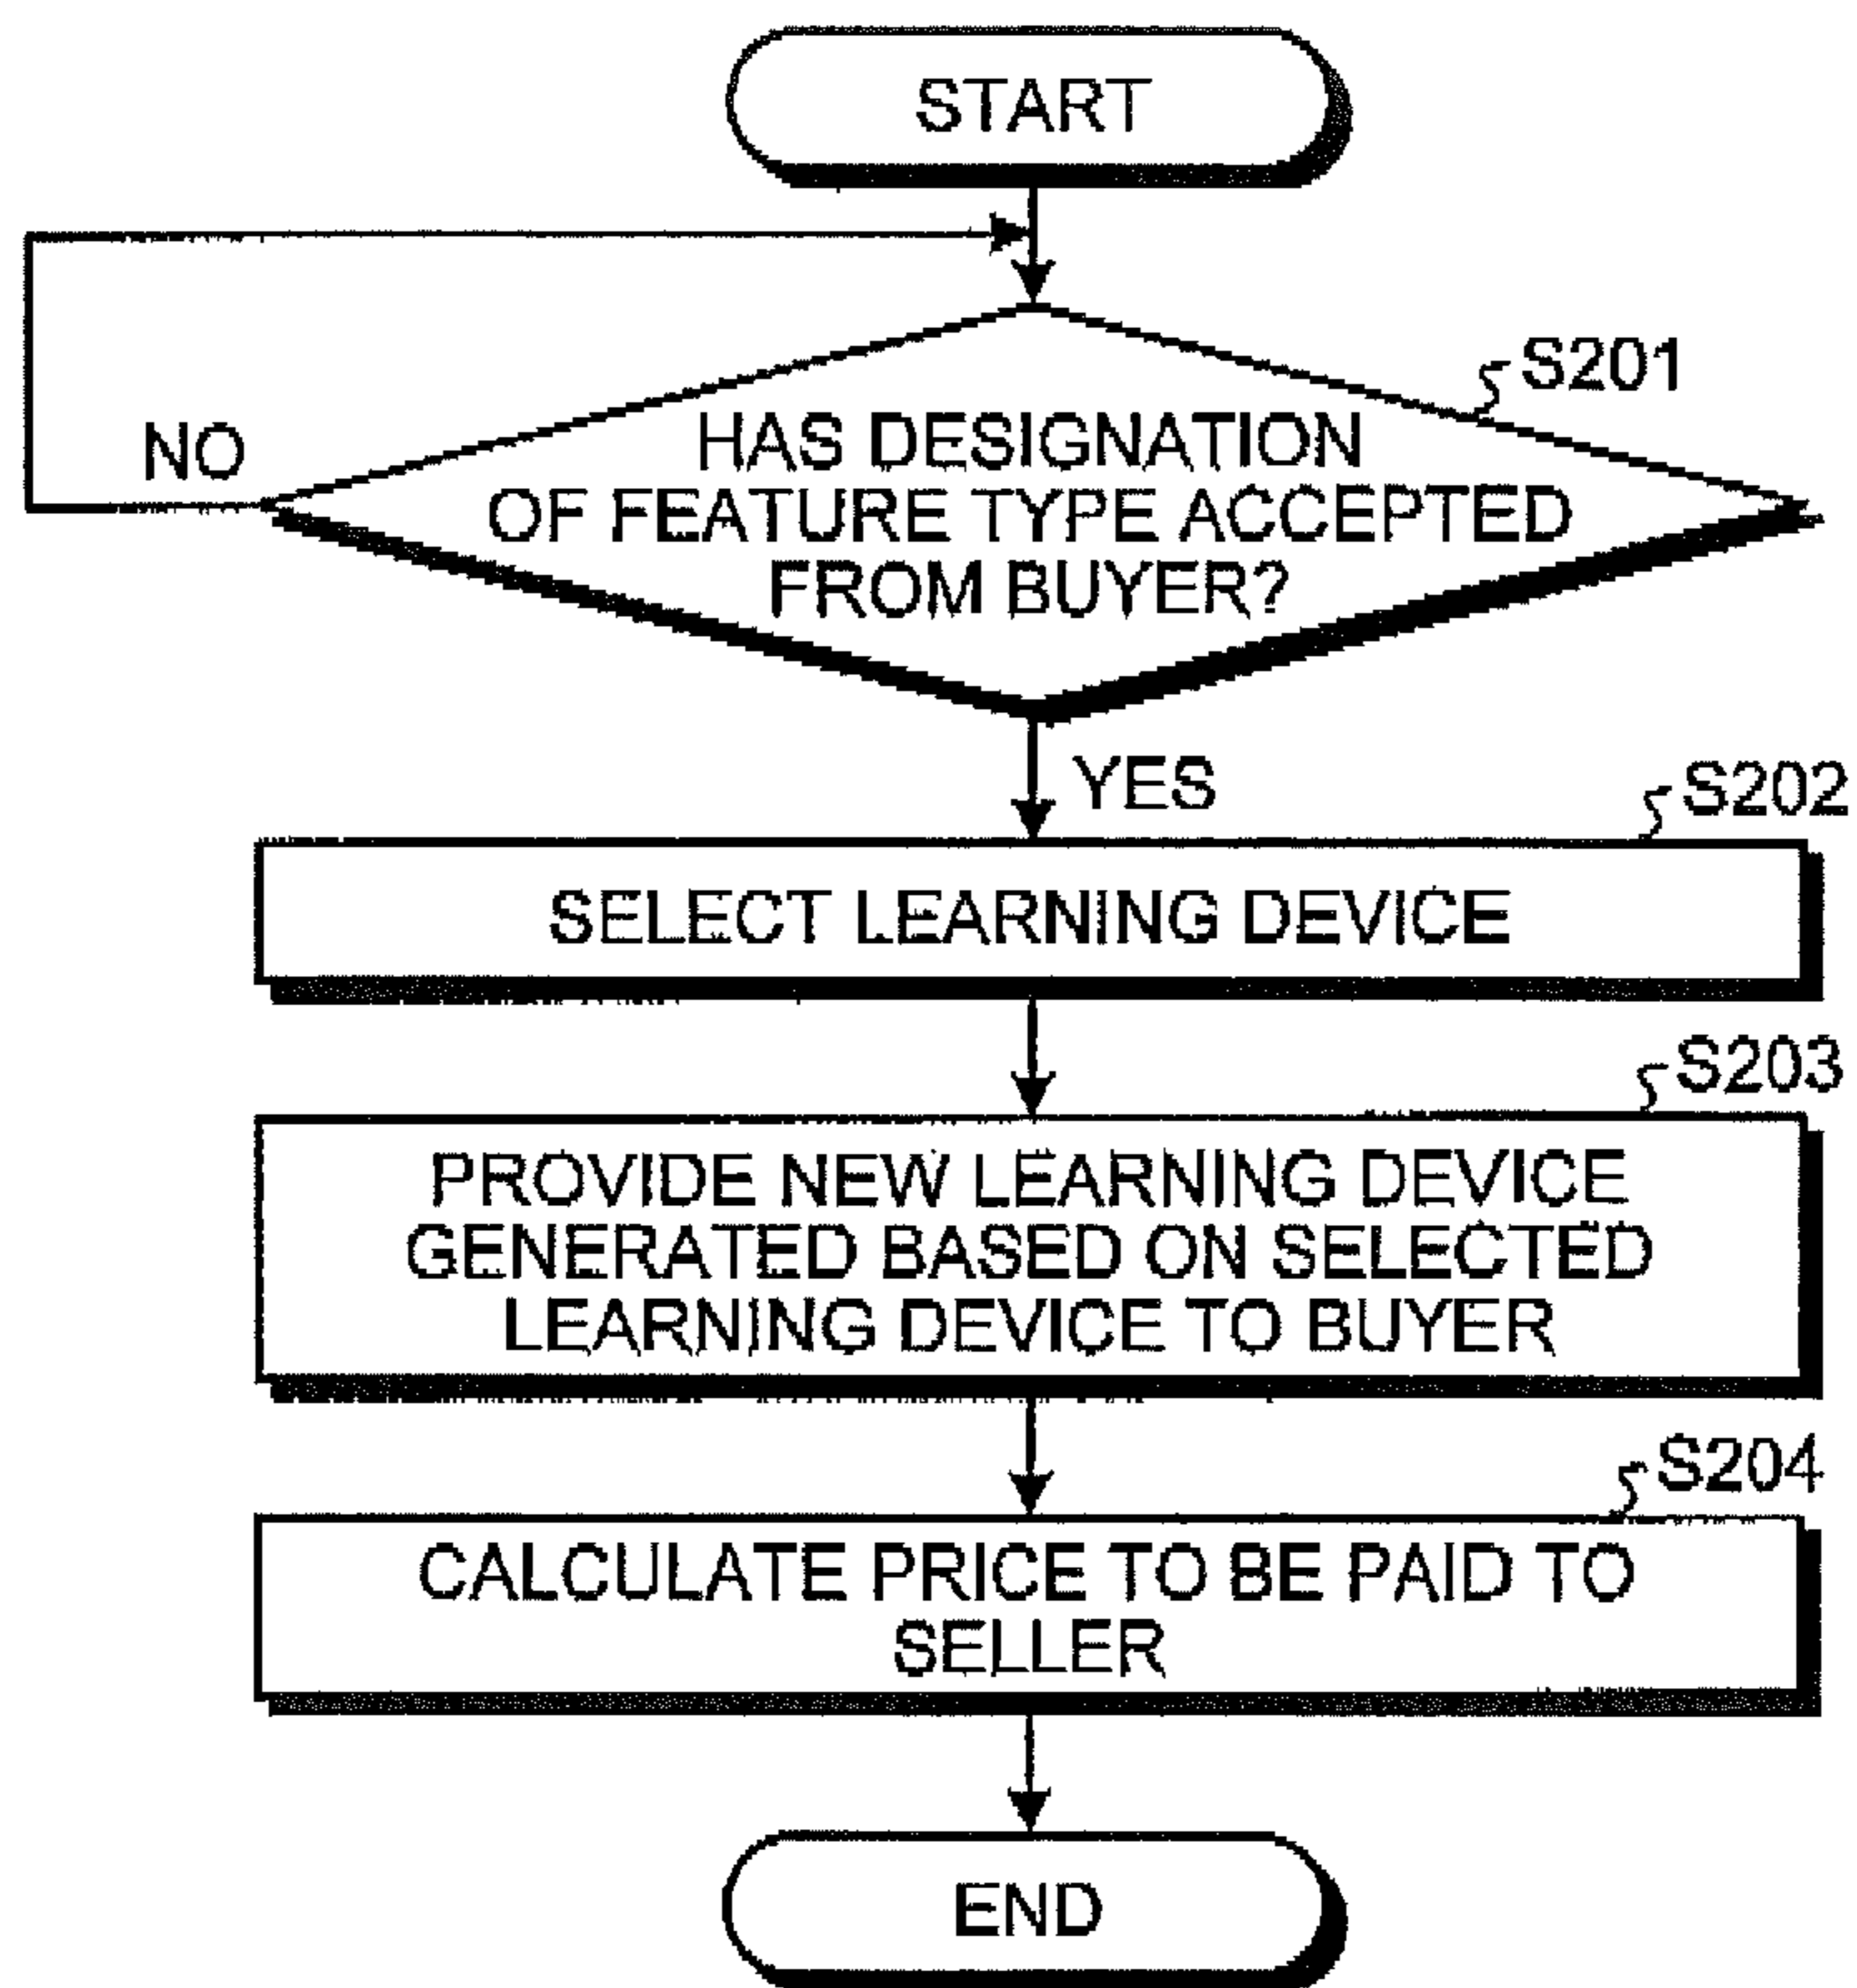 START
S201
NO
HAS DESIGNATION
OF FEATURE TYPE ACCEPTED
FROM BUYER?
YES
S202
SELECT LEARNING DEVICE
S203
PROVIDE NEW LEARNING DEVICE
GENERATED BASED ON SELECTED
LEARNING DEVICE TO BUYER
S204
CALCULATE PRICE TO BE PAID TO
SELLER
END